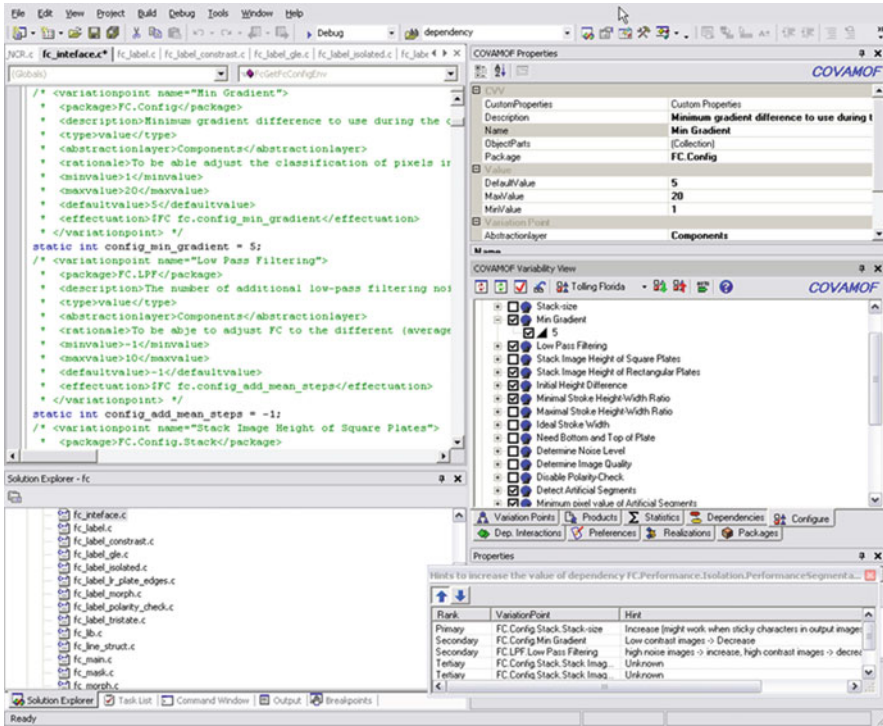 File Edit View Project Build Debug Tools Window Help
Debug dependency
NCR.c fc_inteface.c* fc_label.c fc_label_constrast.c fc_label_gle.c fc_label_isolated.c fc_labe
(Globals) FcGetFcConfigEnv
/* <variationpoint name="Min Gradient">
* <package>FC.Config</package>
* <description>Minimum gradient difference to use during the c
* <type>value</type>
* <abstractionlayer>Components</abstractionlayer>
* <rationale>To be able adjust the classification of pixels in
* <minvalue>1</minvalue>
* <maxvalue>20</maxvalue>
* <defaultvalue>5</defaultvalue>
* <effectuation>$FC fc.config_min_gradient</effectuation>
* </variationpoint> */
static int config_min_gradient = 5;
/* <variationpoint name="Low Pass Filtering">
* <package>FC.LPF</package>
* <description>The number of additional low-pass filtering noi
* <type>value</type>
* <abstractionlayer>Components</abstractionlayer>
* <rationale>To be abje to adjust FC to the different (average
* <minvalue>-1</minvalue>
* <maxvalue>10</maxvalue>
* <defaultvalue>-1</defaultvalue>
* <effectuation>$FC fc.config_add_mean_steps</effectuation>
* </variationpoint> */
static int config_add_mean_steps = -1;
/* <variationpoint name="Stack Image Height of Square Plates">
* <package>FC.Config.Stack</package>
COVAMOF Properties
COVAMOF
CVV
CustomProperties Custom Properties
Description Minimum gradient difference to use during t
Name Min Gradient
ObjectParts (Collection)
Package FC.Config
Value
DefaultValue 5
MaxValue 20
MinValue 1
Variation Point
Abstractionlayer Components
Name
COVAMOF Variability View
Tolling Florida COVAMOF
Stack-size
Min Gradient
5
Low Pass Filtering
Stack Image Height of Square Plates
Stack Image Height of Rectangular Plates
Initial Height Difference
Minimal Stroke Height-Width Ratio
Maximal Stroke Height-Width Ratio
Ideal Stroke Width
Need Bottom and Top of Plate
Determine Noise Level
Determine Image Quality
Disable Polarity-Check.
Detect Artificial Segments
Minimum pixel value of Artificial Segments
Variation Points Products Statistics Dependencies Configure
Dep. Interactions Preferences Realizations Packages
Properties
Solution Explorer - fc
fc_inteface.c
fc_label.c
fc_label_constrast.c
fc_label_gle.c
fc_label_isolated.c
fc_label_lr_plate_edges.c
fc_label_morph.c
fc_label_polarity_check.c
fc_label_tristate.c
fc_lib.c
fc_line_struct.c
fc_main.c
fc_mask.c
fc_morph.c
Hints to increase the value of dependency FC.Performance.Isolation.PerformanceSegmenta...
Rank VariationPoint Hint
Primary FC.Config.Stack.Stack-size Increase (might work when sticky characters in output images
Secondary FC.Config.Min Gradient Low contrast images -> Decrease
Secondary FC.LPF.Low Pass Filtering high noise images -> increase, high contrast images -> decrea
Tertiary FC.Config.Stack.Stack Imag... Unknown
Tertiary FC.Config.Stack.Stack Imag... Unknown
Solution Explorer Task List Command Window Output Breakpoints
Ready